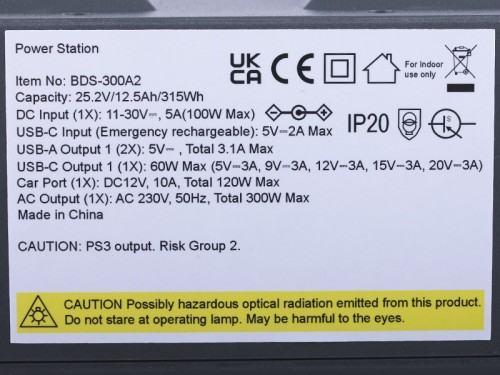 Power Station
Item No: BDS-300A2
Capacity: 25.2V/12.5Ah/315Wh
DC Input (1X): 11-30V⎓, 5A(100W Max)
USB-C Input (Emergency rechargeable): 5V⎓2A Max
USB-A Output 1 (2X): 5V⎓, Total 3.1A Max
USB-C Output 1 (1X): 60W Max (5V⎓3A, 9V⎓3A, 12V⎓3A, 15V⎓3A, 20V⎓3A)
Car Port (1X): DC12V, 10A, Total 120W Max
AC Output (1X): AC 230V, 50Hz, Total 300W Max
Made in China
UK
CA
CE
For Indoor
use only
IP20
S
CAUTION: PS3 output. Risk Group 2.
CAUTION Possibly hazardous optical radiation emitted from this product.
Do not stare at operating lamp. May be harmful to the eyes.